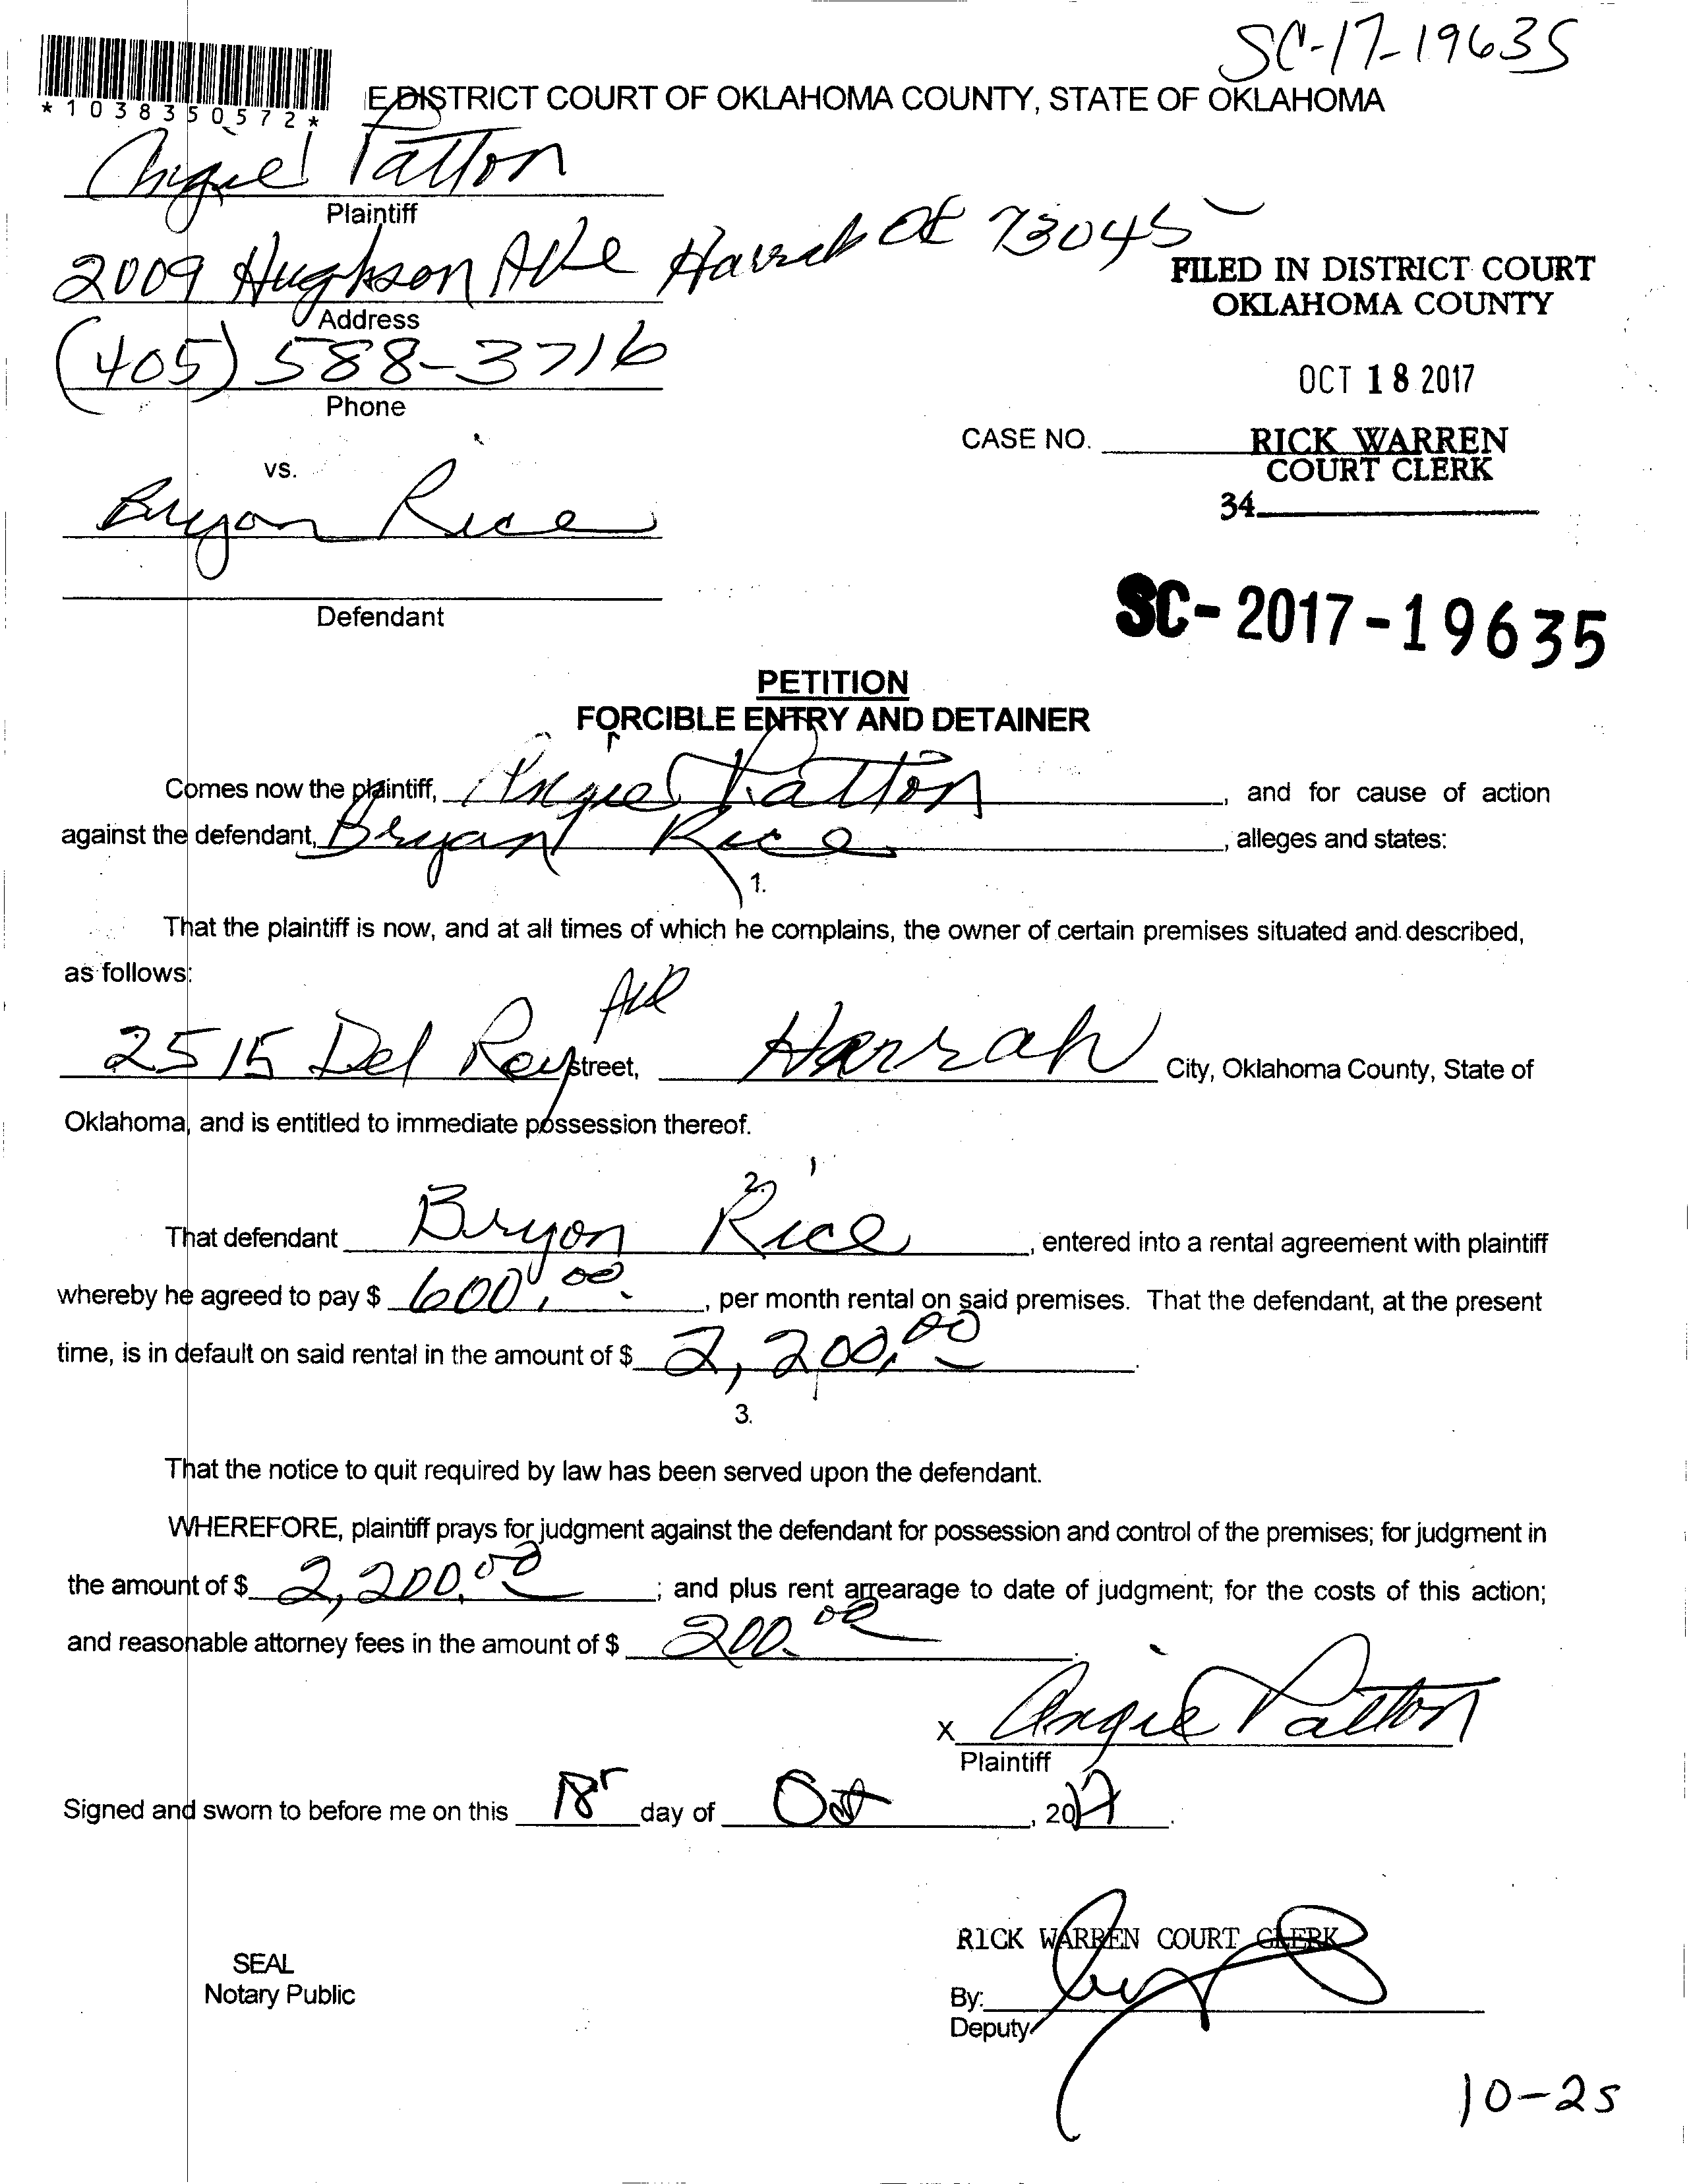 SC-17-19635
*1038350572*
E DISTRICT COURT OF OKLAHOMA COUNTY, STATE OF OKLAHOMA
Angie Patton
Plaintiff
2009 Hughson Ave Harrah OK 73045
Address
(405) 588-3716
Phone
FILED IN DISTRICT COURT
OKLAHOMA COUNTY
OCT 18 2017
CASE NO. RICK WARREN
COURT CLERK
34
vs.
Bryon Rice
Defendant
SC-2017-19635
PETITION
FORCIBLE ENTRY AND DETAINER
Comes now the plaintiff, Angie Patton, and for cause of action
against the defendant, Bryan Rice, alleges and states:
1.
That the plaintiff is now, and at all times of which he complains, the owner of certain premises situated and described,
as follows:
2515 Del Rey Ave street, Harrah City, Oklahoma County, State of
Oklahoma, and is entitled to immediate possession thereof.
2.
That defendant Bryon Rice, entered into a rental agreement with plaintiff
whereby he agreed to pay $ 600.00, per month rental on said premises. That the defendant, at the present
time, is in default on said rental in the amount of $ 2,200.00.
3.
That the notice to quit required by law has been served upon the defendant.
WHEREFORE, plaintiff prays for judgment against the defendant for possession and control of the premises; for judgment in
the amount of $ 2,200.00; and plus rent arrearage to date of judgment; for the costs of this action;
and reasonable attorney fees in the amount of $ 200.00.
X Angie Patton
Plaintiff
Signed and sworn to before me on this 18 day of Oct, 2017.
RICK WARREN COURT CLERK
SEAL
Notary Public
By:
Deputy
10-25